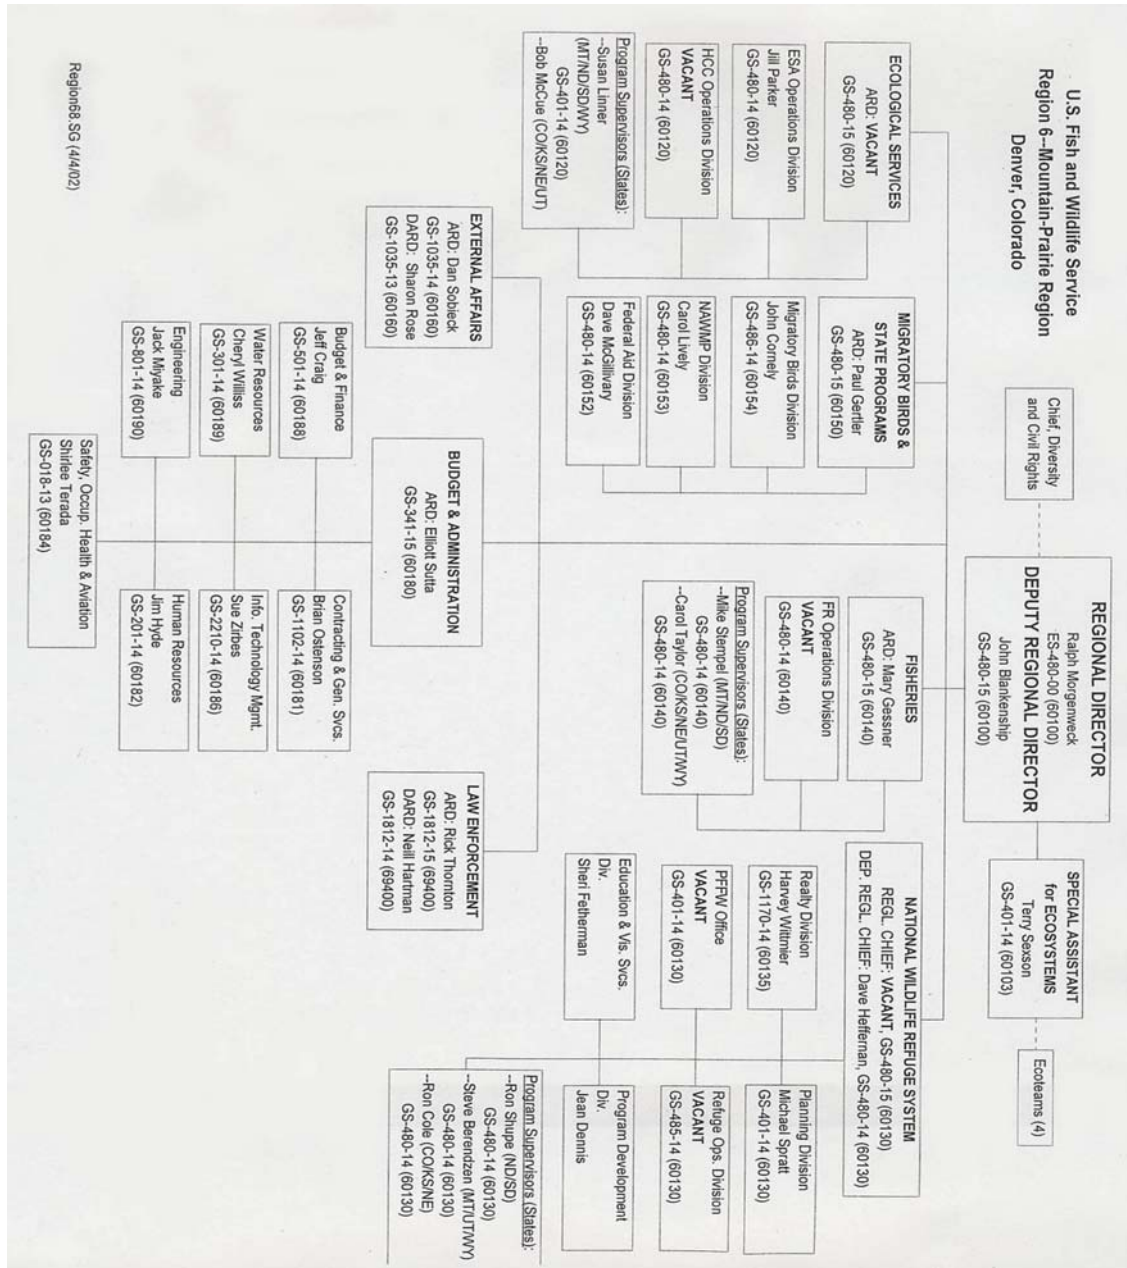 U.S. Fish and Wildlife Service
Region 6--Mountain-Prairie Region
Denver, Colorado
Chief, Diversity
and Civil Rights
REGIONAL DIRECTOR
Ralph Morgenweck
ES-480-00 (60100)
DEPUTY REGIONAL DIRECTOR
John Blankenship
GS-480-15 (60100)
SPECIAL ASSISTANT
for ECOSYSTEMS
Terry Sexson
GS-401-14 (60103)
Ecoteams (4)
ECOLOGICAL SERVICES
ARD: VACANT
GS-480-15 (60120)
ESA Operations Division
Jill Parker
GS-480-14 (60120)
HCC Operations Division
VACANT
GS-480-14 (60120)
Program Supervisors (States):
--Susan Linner
(MT/ND/SD/WY)
GS-401-14 (60120)
--Bob McCue (CO/KS/NE/UT)
MIGRATORY BIRDS &
STATE PROGRAMS
ARD: Paul Gertler
GS-480-15 (60150)
Migratory Birds Division
John Cornely
GS-486-14 (60154)
NAWMP Division
Carol Lively
GS-480-14 (60153)
Federal Aid Division
Dave McGillivary
GS-480-14 (60152)
FISHERIES
ARD: Mary Gessner
GS-480-15 (60140)
FR Operations Division
VACANT
GS-480-14 (60140)
Program Supervisors (States):
--Mike Stempel (MT/ND/SD)
GS-480-14 (60140)
--Carol Taylor (CO/KS/NE/UT/WY)
GS-480-14 (60140)
NATIONAL WILDLIFE REFUGE SYSTEM
REGL. CHIEF: VACANT, GS-480-15 (60130)
DEP. REGL. CHIEF: Dave Heffernan, GS-480-14 (60130)
Realty Division
Harvey Wittmier
GS-1170-14 (60135)
Planning Division
Michael Spratt
GS-401-14 (60130)
PFPW Office
VACANT
GS-401-14 (60130)
Refuge Ops. Division
VACANT
GS-485-14 (60130)
Education & Vis. Svcs.
Div.
Sheri Fetherman
Program Development
Div.
Jean Dennis
Program Supervisors (States):
--Ron Shupe (ND/SD)
GS-480-14 (60130)
--Steve Berendzen (MT/UT/WY)
GS-480-14 (60130)
--Ron Cole (CO/KS/NE)
GS-480-14 (60130)
EXTERNAL AFFAIRS
ARD: Dan Sobieck
GS-1035-14 (60160)
DARD: Sharon Rose
GS-1035-13 (60160)
BUDGET & ADMINISTRATION
ARD: Elliott Sutta
GS-341-15 (60180)
LAW ENFORCEMENT
ARD: Rick Thornton
GS-1812-15 (69400)
DARD: Neill Hartman
GS-1812-14 (69400)
Budget & Finance
Jeff Craig
GS-501-14 (60188)
Contracting & Gen. Svcs.
Brian Ostenson
GS-1102-14 (60181)
Water Resources
Cheryl Williss
GS-301-14 (60189)
Info. Technology Mgmt.
Sue Zirbes
GS-2210-14 (60186)
Engineering
Jack Miyake
GS-801-14 (60190)
Human Resources
Jim Hyde
GS-201-14 (60182)
Safety, Occup. Health & Aviation
Shirlee Terada
GS-018-13 (60184)
Region68.SG (4/4/02)